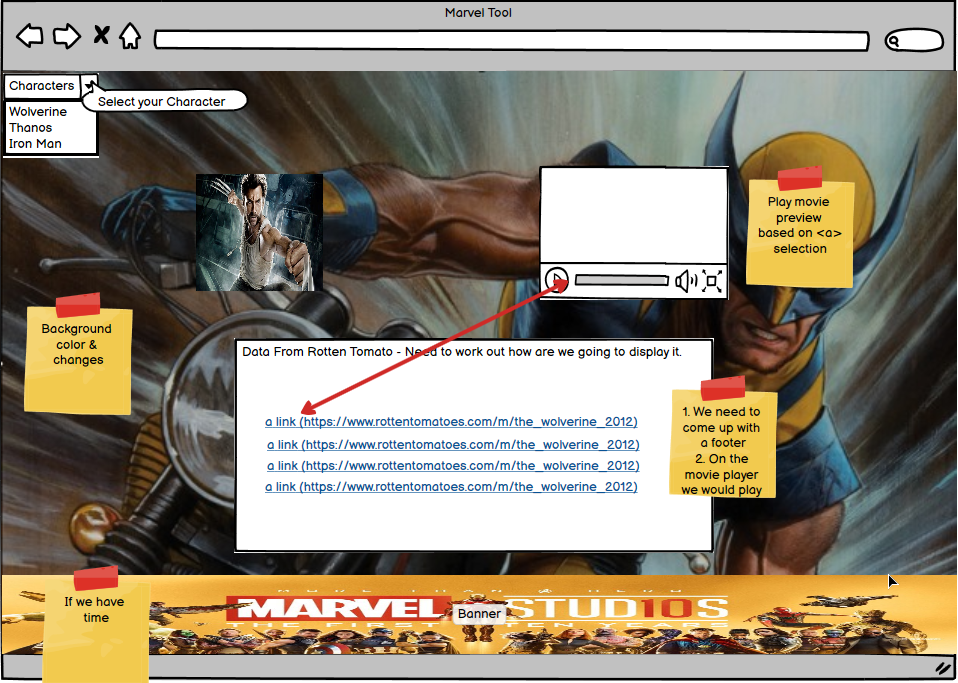 Marvel Tool
Characters
Select your Character
Wolverine
Thanos
Iron Man
Play movie
preview
based on <a>
selection
Background
color &
changes
Data From Rotten Tomato - Need to work out how are we going to display it.
a link (https://www.rottentomatoes.com/m/the_wolverine_2012)
a link (https://www.rottentomatoes.com/m/the_wolverine_2012)
a link (https://www.rottentomatoes.com/m/the_wolverine_2012)
a link (https://www.rottentomatoes.com/m/the_wolverine_2012)
1. We need to
come up with
a footer
2. On the
movie player
we would play
If we have
time
MORE THAN A HERO
MARVEL STUD10S
Banner
THE FIRST TEN YEARS